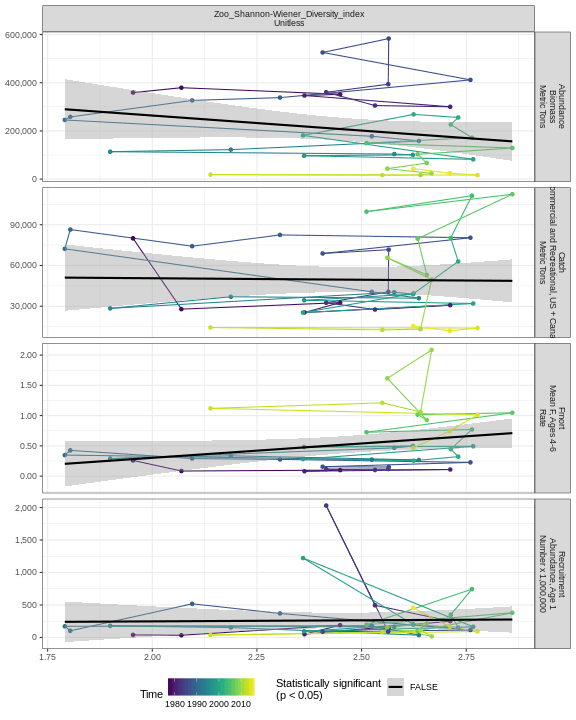 Zoo_Shannon-Wiener_Diversity_index
Unitless
600,000
400,000
200,000
0
Abundance
Biomass
Metric Tons
90,000
60,000
30,000
Catch
and Recreational, US +
Metric Tons
2.00
1.50
1.00
0.50
0.00
Fmort
Mean F, Ages 4-6
Rate
2,000
1,500
1,000
500
0
Recruitment
Abundance, Age 1
Number x 1,000,000
1.75 2.00 2.25 2.50 2.75
Time
1980 1990 2000 2010
Statistically significant
(p < 0.05)
FALSE